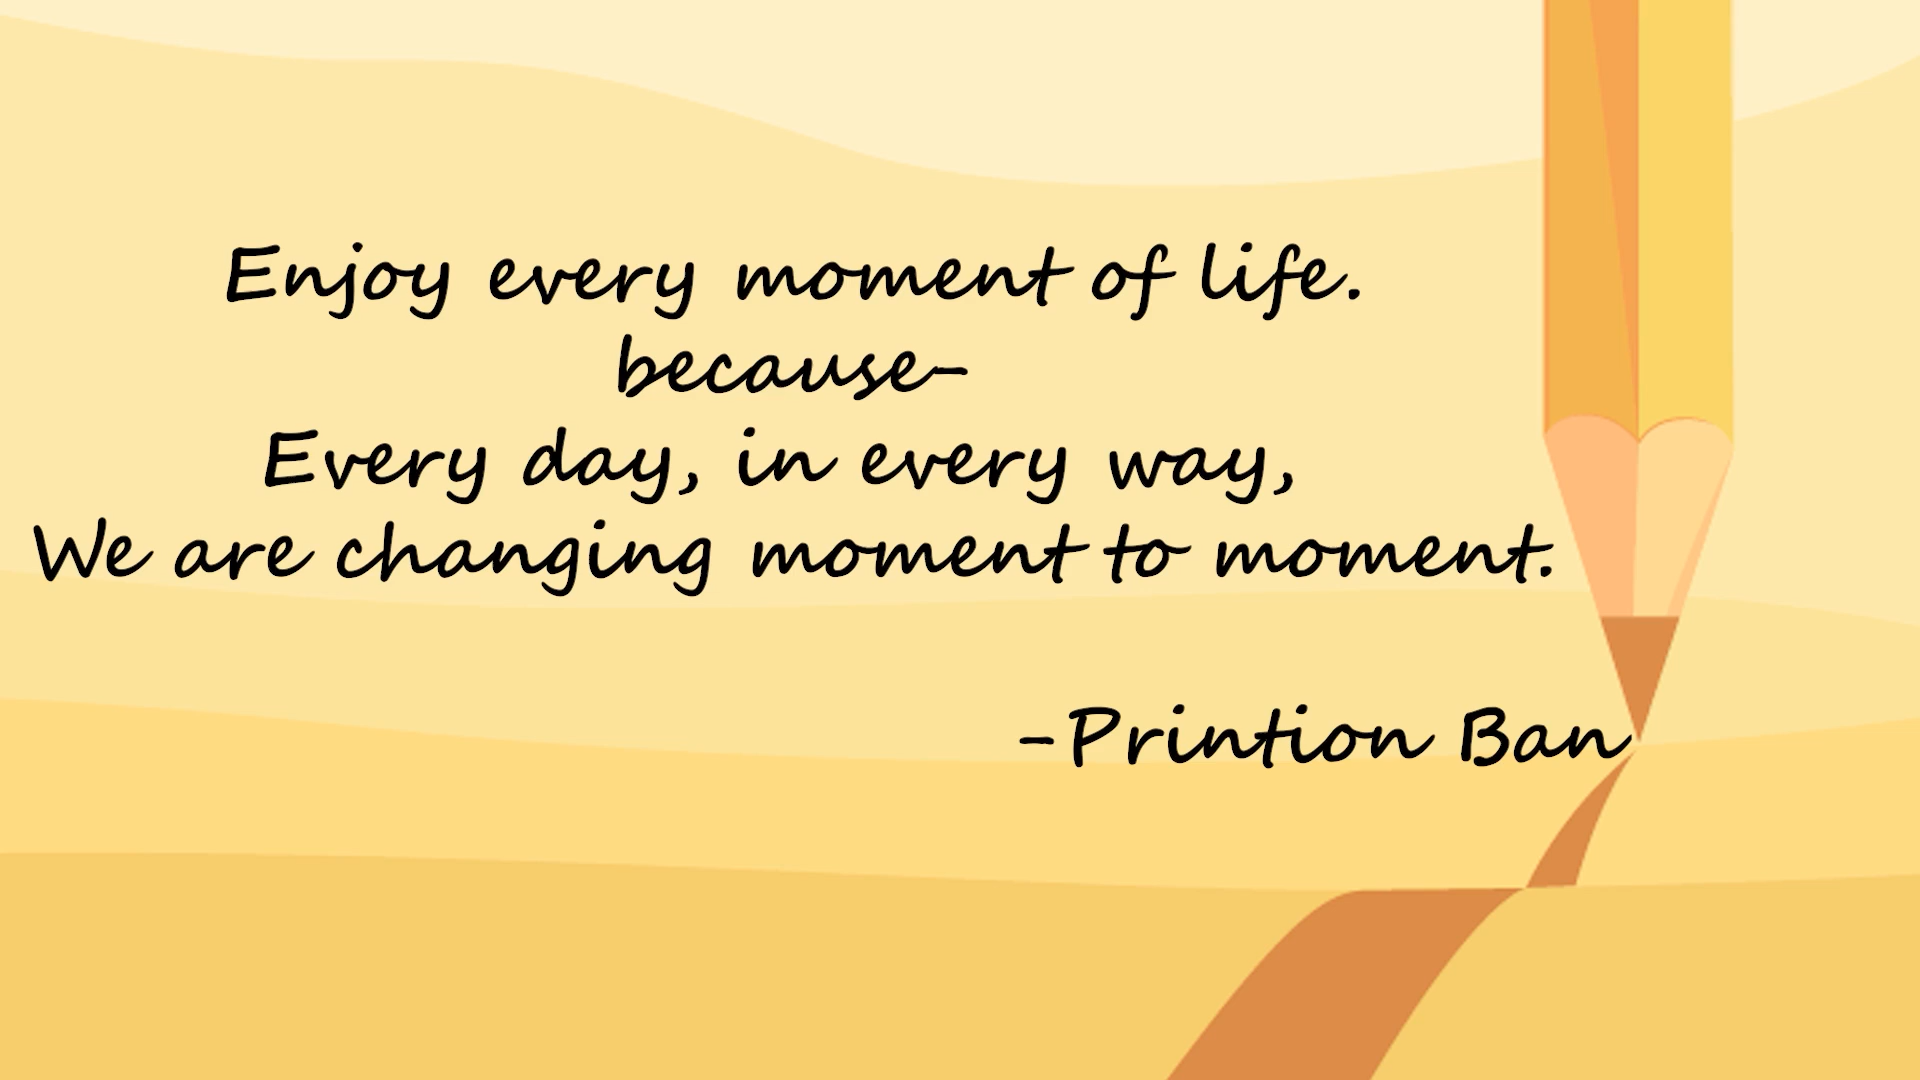 Enjoy every moment of life.
because-
Every day, in every way,
We are changing moment to moment.
-Printion Ban